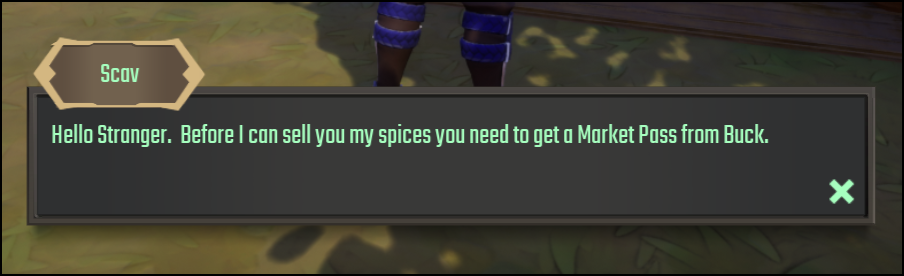 Scav
Hello Stranger.  Before I can sell you my spices you need to get a Market Pass from Buck.